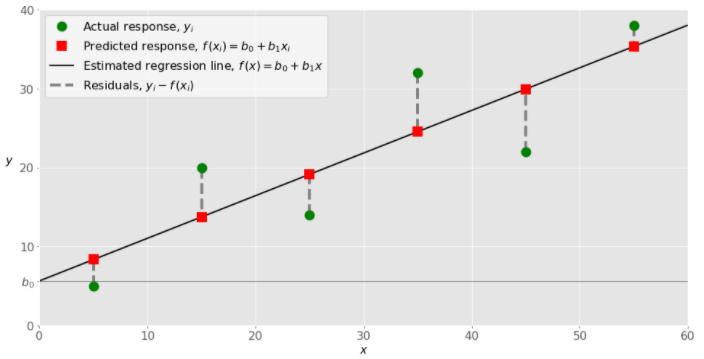 Actual response, yᵢ
Predicted response, f(xᵢ) = b₀ + b₁xᵢ
Estimated regression line, f(x) = b₀ + b₁x
Residuals, yᵢ − f(xᵢ)
40
30
20
10
b₀
0
y
0 10 20 30 40 50 60
x